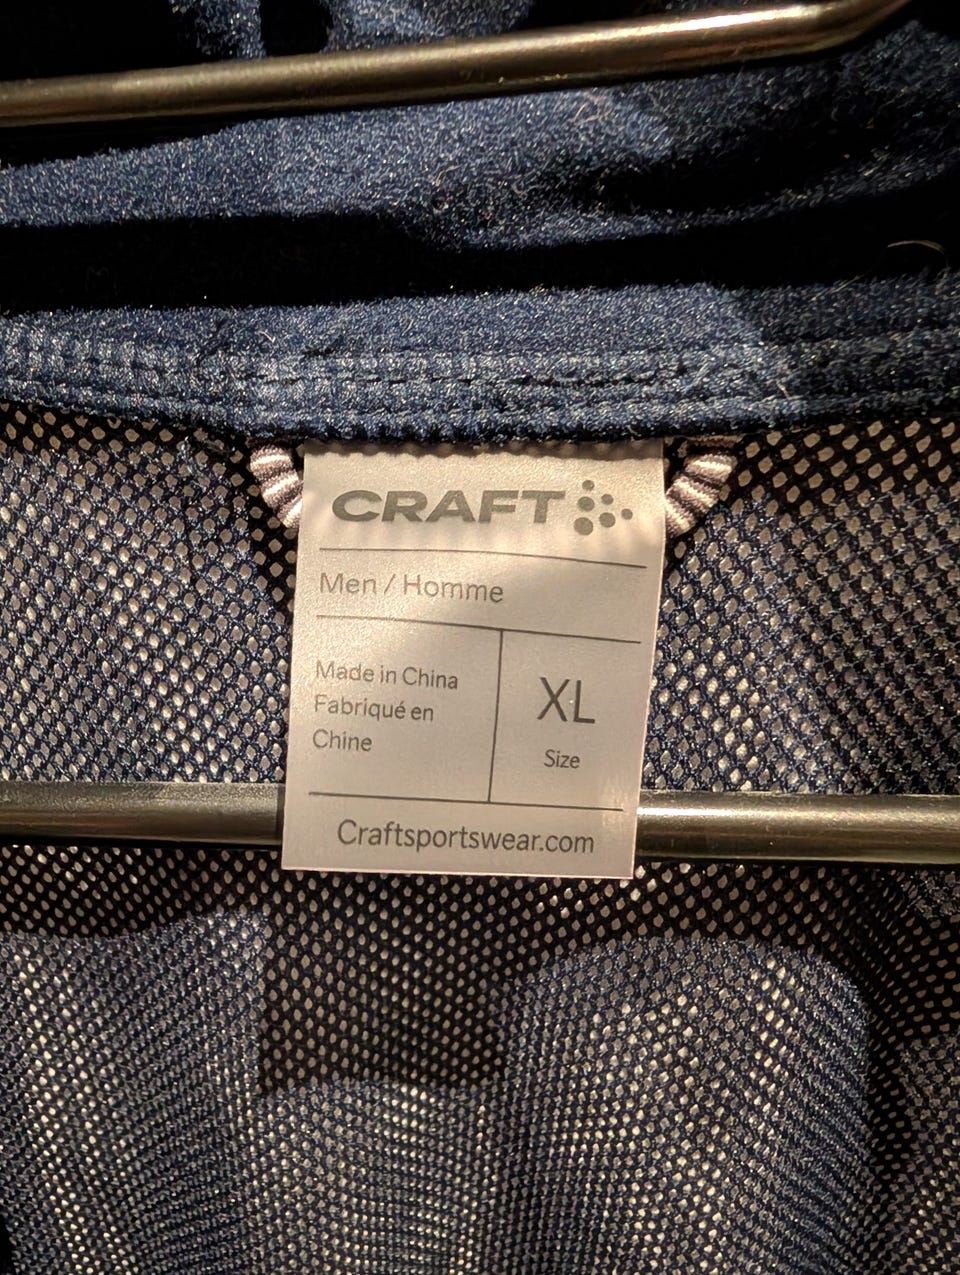 CRAFT
Men / Homme
Made in China
Fabriqué en
Chine
XL
Size
Craftsportswear.com